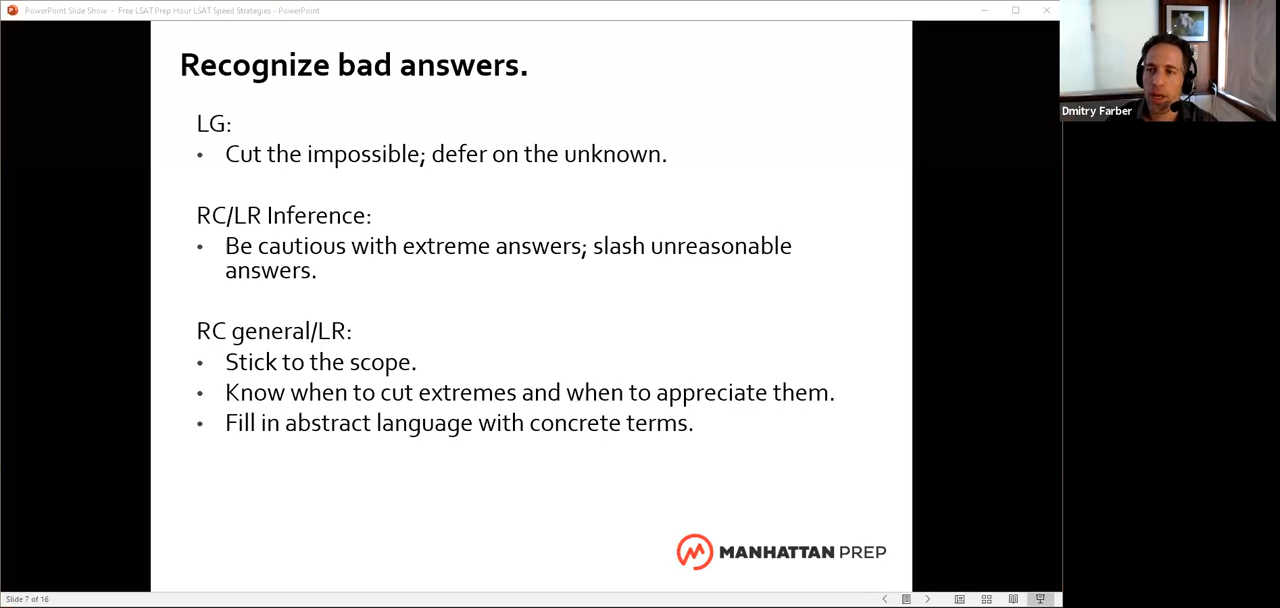 PowerPoint Slide Show - Free LSAT Prep Hour LSAT Speed Strategies - PowerPoint
Dmitry Farber
Recognize bad answers.
LG:
• Cut the impossible; defer on the unknown.
RC/LR Inference:
• Be cautious with extreme answers; slash unreasonable
answers.
RC general/LR:
• Stick to the scope.
• Know when to cut extremes and when to appreciate them.
• Fill in abstract language with concrete terms.
MANHATTAN PREP
Slide 7 of 16